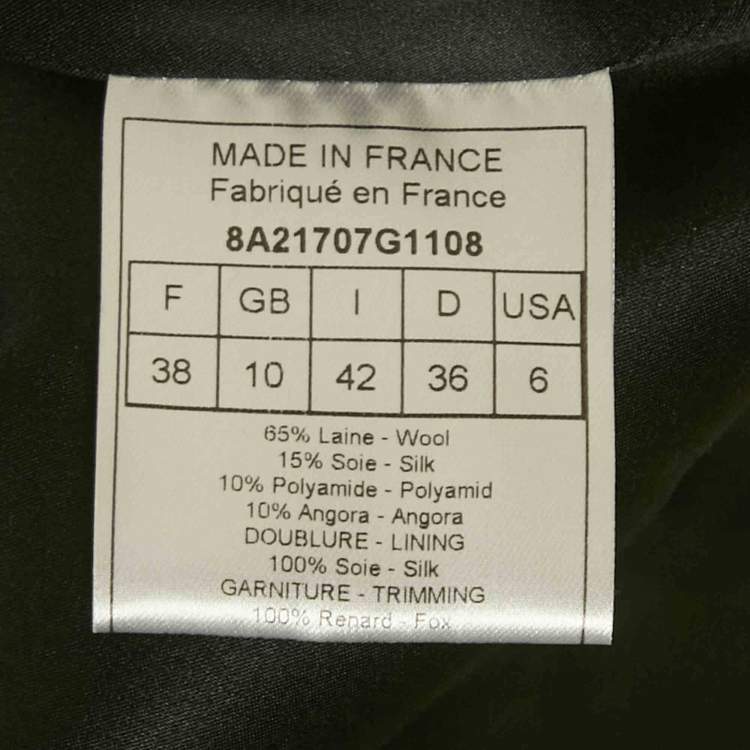 MADE IN FRANCE
Fabriqué en France
8A21707G1108
F GB I D USA
38 10 42 36 6
65% Laine - Wool
15% Soie - Silk
10% Polyamide - Polyamid
10% Angora - Angora
DOUBLURE - LINING
100% Soie - Silk
GARNITURE - TRIMMING
100% Renard - Fox